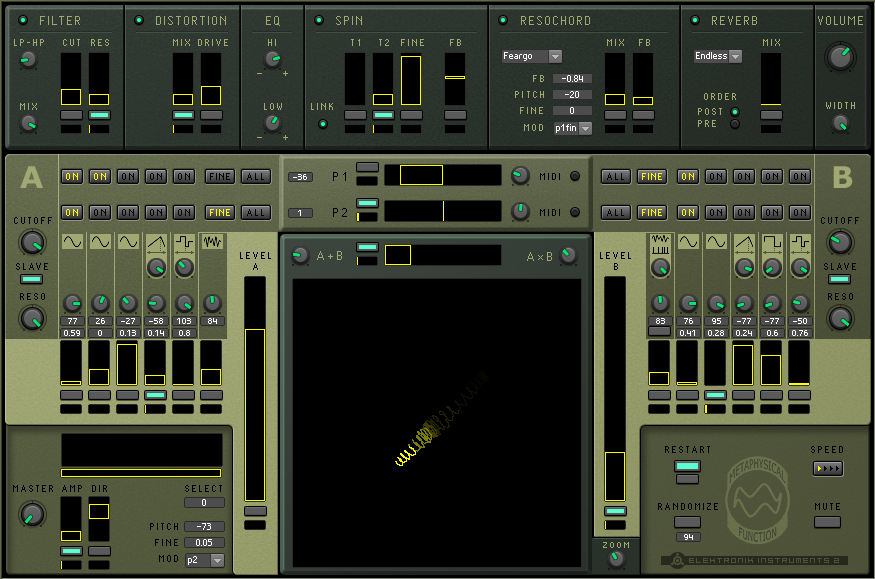 FILTER DISTORTION EQ SPIN RESOCHORD REVERB VOLUME
LP-HP CUT RES MIX DRIVE HI T1 T2 FINE FB MIX FB MIX
Feargo Endless
FB -0.84
PITCH -20
ORDER
MIX LOW LINK FINE 0 POST WIDTH
MOD p1fin PRE
A ON ON ON ON ON FINE ALL -36 P 1 MIDI ALL FINE ON ON ON ON ON B
ON ON ON ON ON FINE ALL 1 P 2 MIDI ALL FINE ON ON ON ON ON
CUTOFF CUTOFF
LEVEL A A+B A×B LEVEL B
SLAVE SLAVE
RESO RESO
77 26 -27 -58 103 84 83 76 95 -77 -77 -50
0.59 0 0.13 0.14 0.8 0.41 0.28 0.24 0.6 0.76
RESTART SPEED
METAPHYSICAL
FUNCTION
MASTER AMP DIR SELECT
0
RANDOMIZE MUTE
PITCH -73
94
FINE 0.05
ZOOM
MOD p2
ELEKTRONIK INSTRUMENTS 2